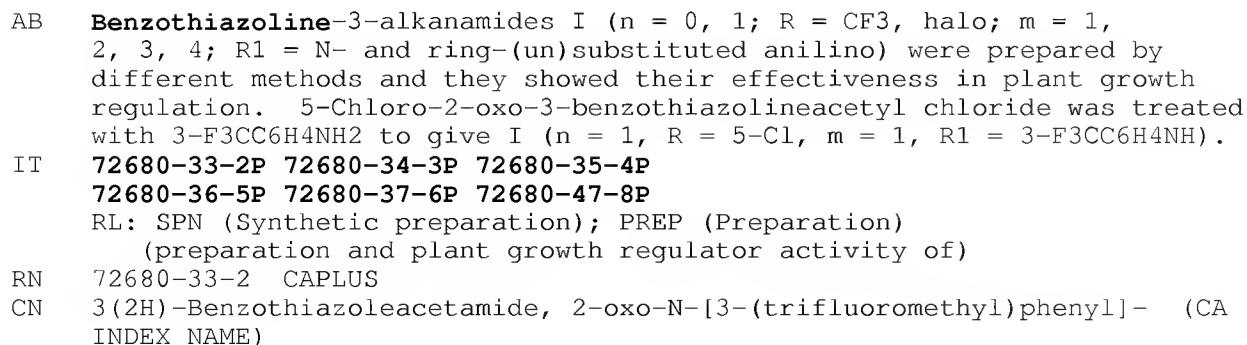 AB Benzothiazoline-3-alkanamides I (n = 0, 1; R = CF3, halo; m = 1,
2, 3, 4; R1 = N- and ring-(un)substituted anilino) were prepared by
different methods and they showed their effectiveness in plant growth
regulation. 5-Chloro-2-oxo-3-benzothiazolineacetyl chloride was treated
with 3-F3CC6H4NH2 to give I (n = 1, R = 5-Cl, m = 1, R1 = 3-F3CC6H4NH).
IT 72680-33-2P 72680-34-3P 72680-35-4P
72680-36-5P 72680-37-6P 72680-47-8P
RL: SPN (Synthetic preparation); PREP (Preparation)
(preparation and plant growth regulator activity of)
RN 72680-33-2 CAPLUS
CN 3(2H)-Benzothiazoleacetamide, 2-oxo-N-[3-(trifluoromethyl)phenyl]- (CA
INDEX NAME)